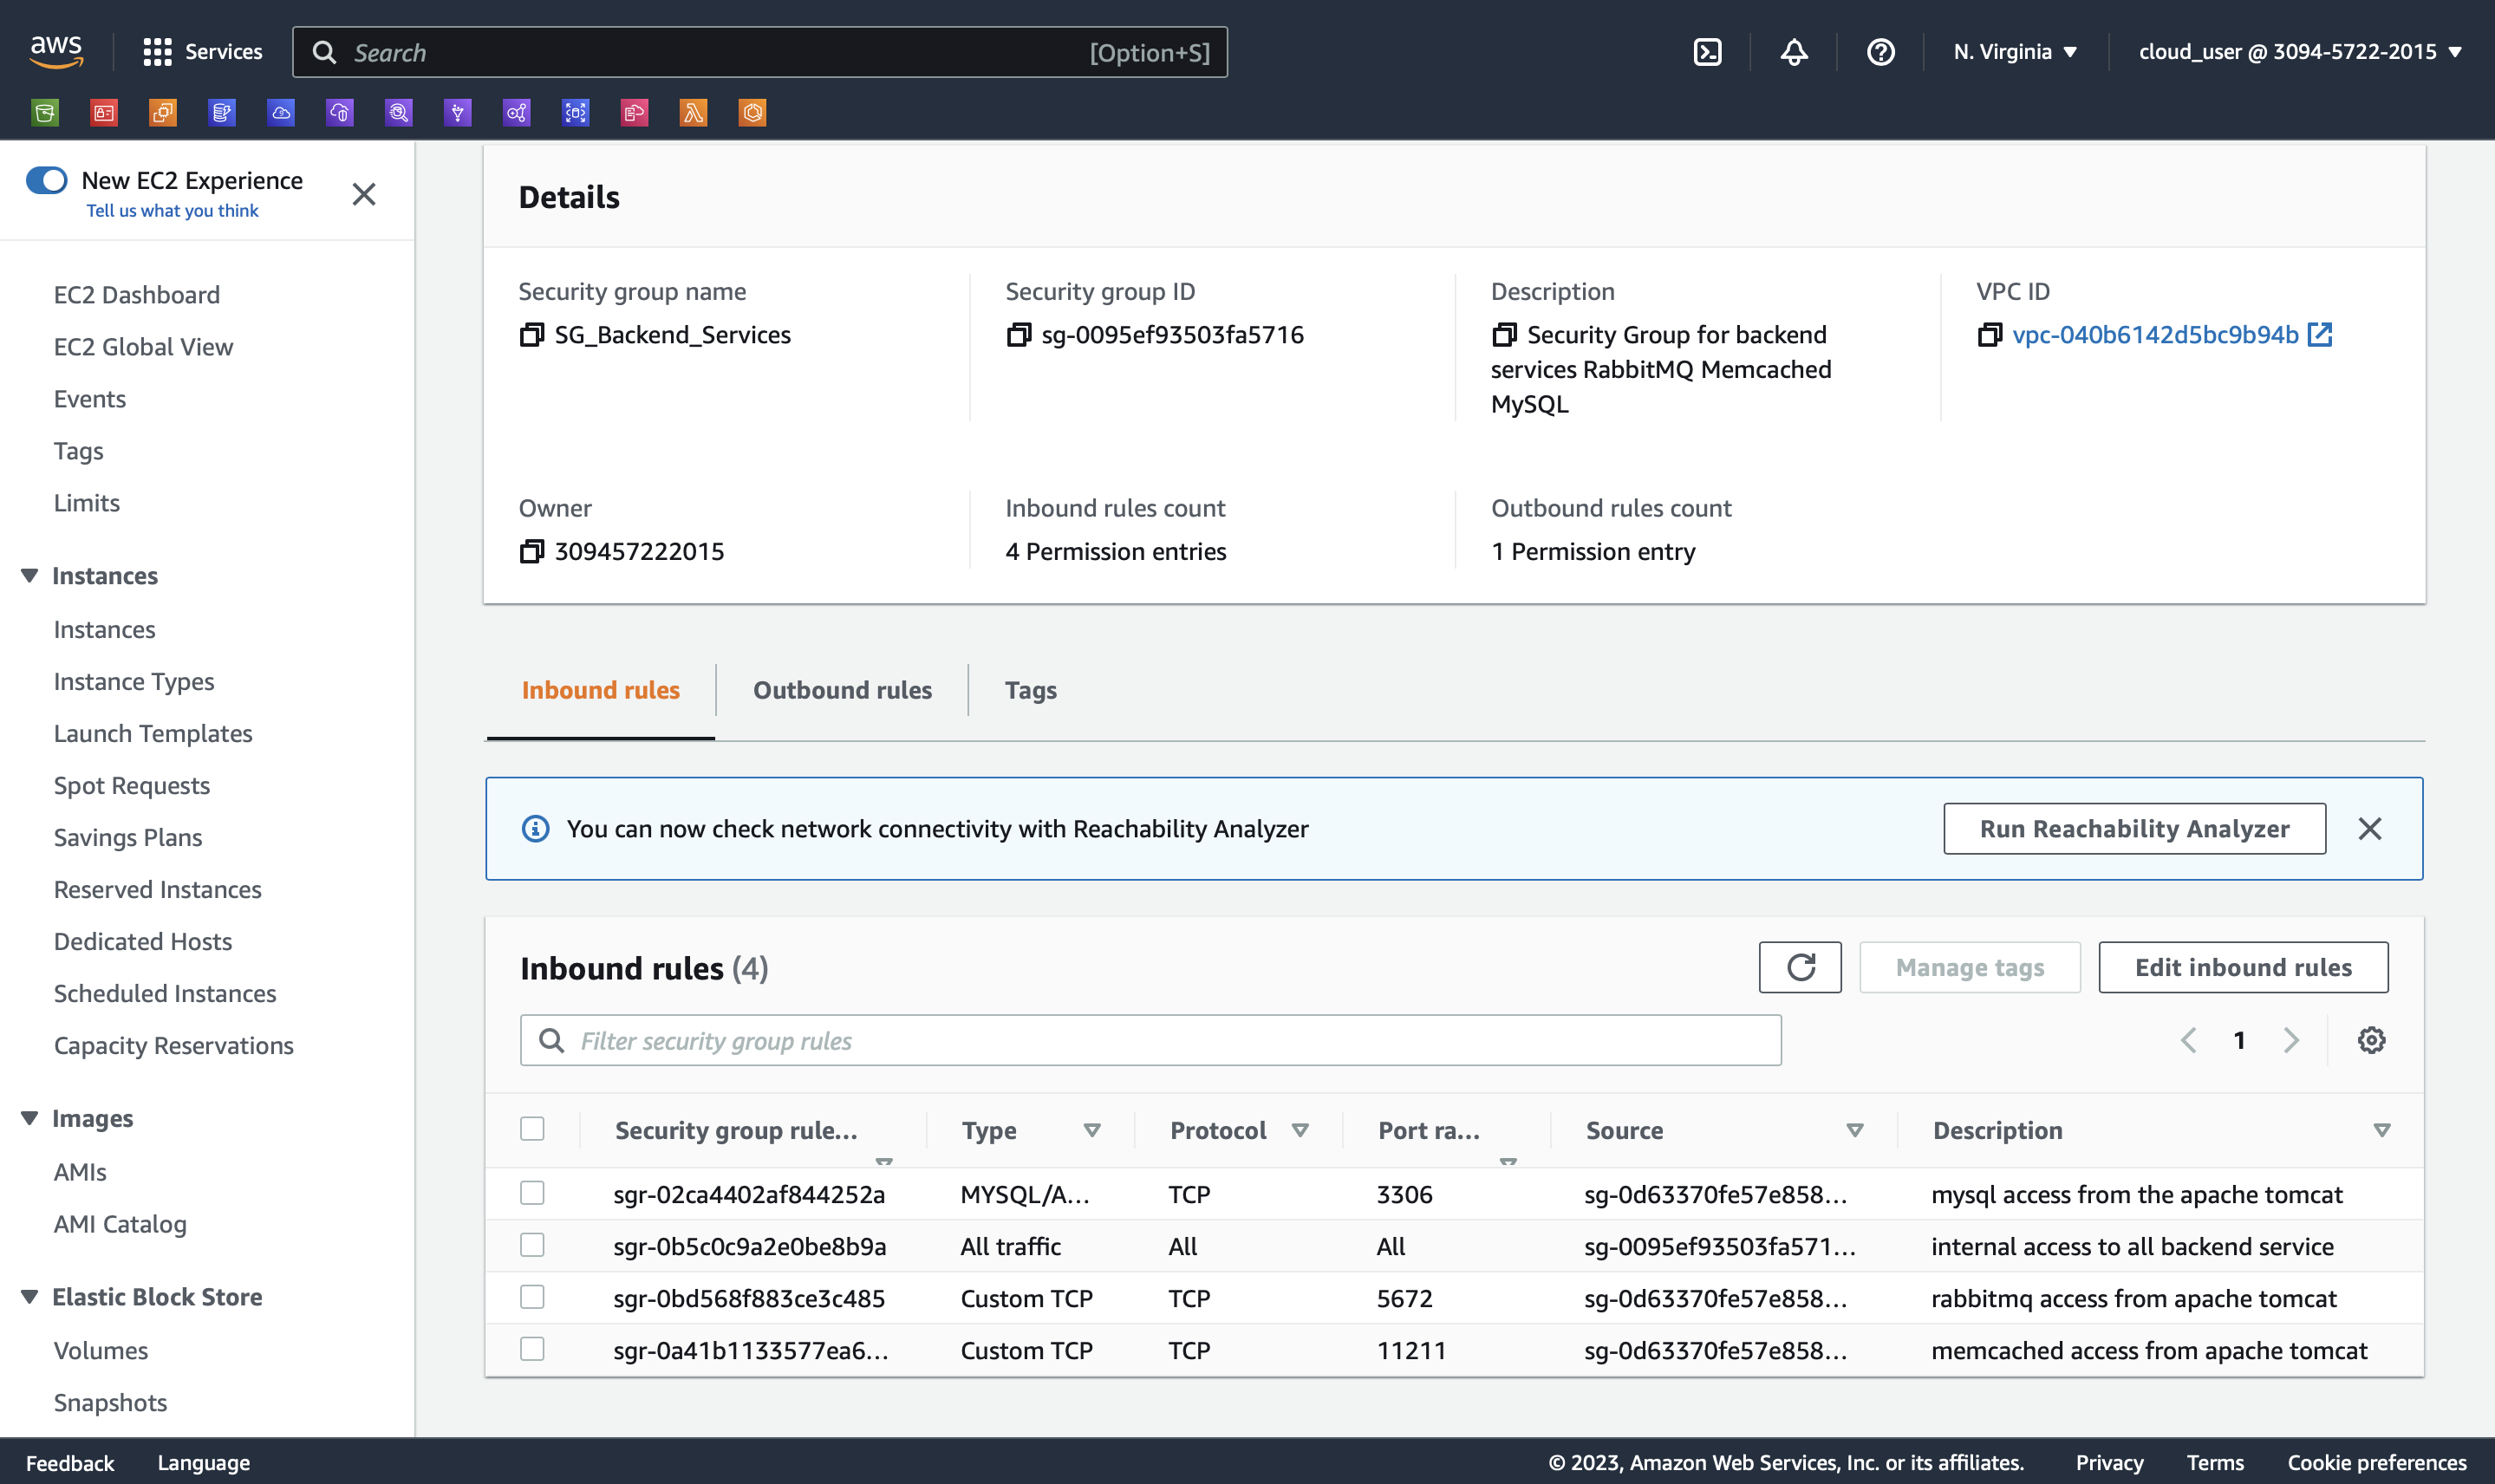 aws
Services
Search [Option+S]
N. Virginia
cloud_user @ 3094-5722-2015
New EC2 Experience
Tell us what you think
EC2 Dashboard
EC2 Global View
Events
Tags
Limits
Instances
Instances
Instance Types
Launch Templates
Spot Requests
Savings Plans
Reserved Instances
Dedicated Hosts
Scheduled Instances
Capacity Reservations
Images
AMIs
AMI Catalog
Elastic Block Store
Volumes
Snapshots
Details
Security group name
SG_Backend_Services
Security group ID
sg-0095ef93503fa5716
Description
Security Group for backend
services RabbitMQ Memcached
MySQL
VPC ID
vpc-040b6142d5bc9b94b
Owner
309457222015
Inbound rules count
4 Permission entries
Outbound rules count
1 Permission entry
Inbound rules
Outbound rules
Tags
You can now check network connectivity with Reachability Analyzer
Run Reachability Analyzer
Inbound rules (4)
Manage tags
Edit inbound rules
Filter security group rules
1
Security group rule... Type Protocol Port ra... Source Description
sgr-02ca4402af844252a MYSQL/A... TCP 3306 sg-0d63370fe57e858... mysql access from the apache tomcat
sgr-0b5c0c9a2e0be8b9a All traffic All All sg-0095ef93503fa571... internal access to all backend service
sgr-0bd568f883ce3c485 Custom TCP TCP 5672 sg-0d63370fe57e858... rabbitmq access from apache tomcat
sgr-0a41b1133577ea6... Custom TCP TCP 11211 sg-0d63370fe57e858... memcached access from apache tomcat
Feedback
Language
© 2023, Amazon Web Services, Inc. or its affiliates.
Privacy
Terms
Cookie preferences